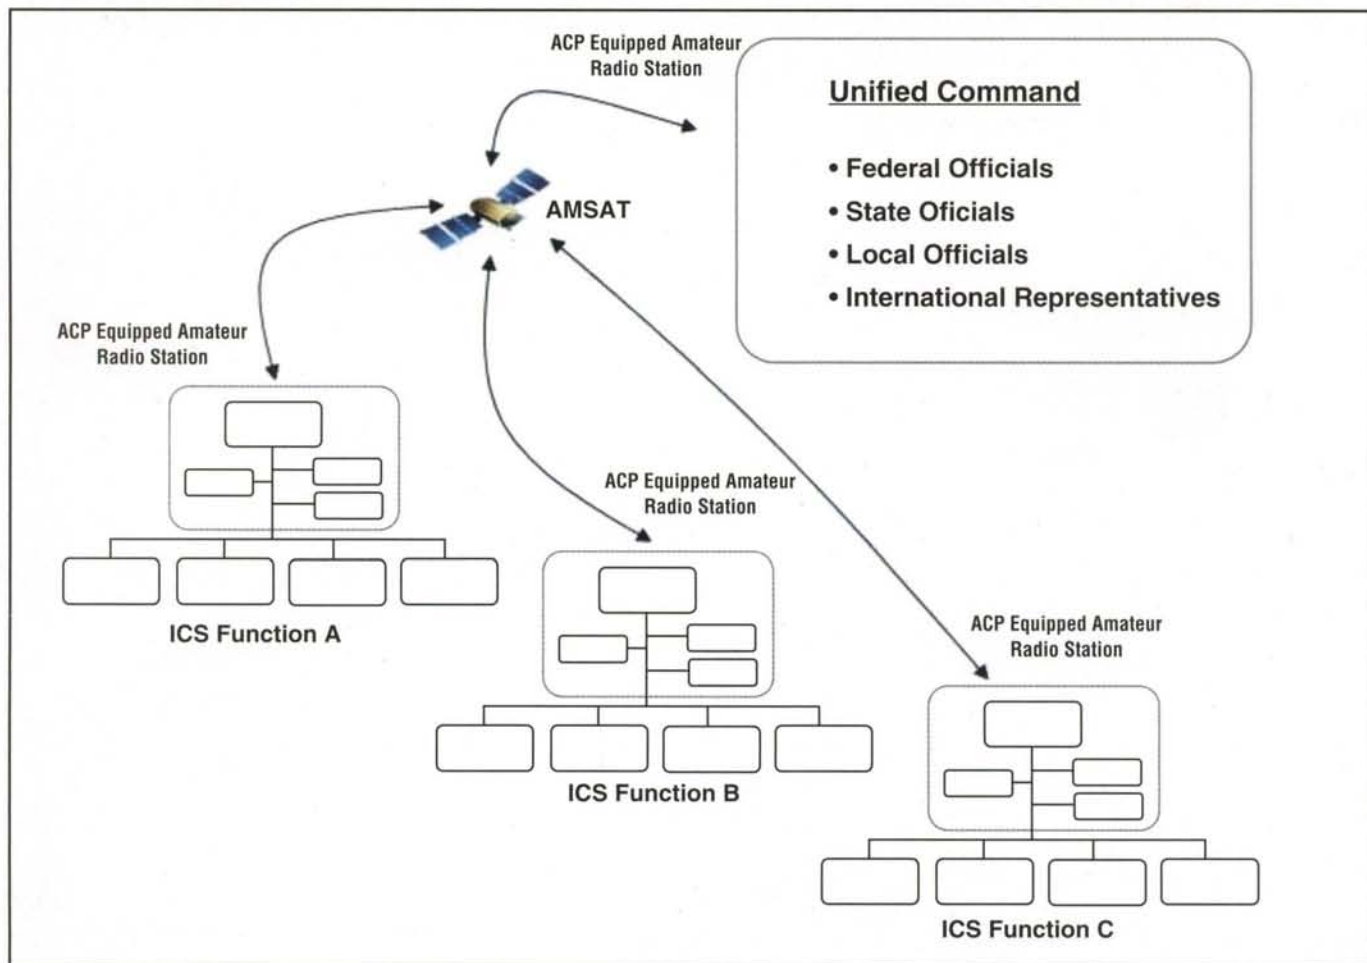 ACP Equipped Amateur
Radio Station
Unified Command
• Federal Officials
• State Oficials
• Local Officials
• International Representatives
AMSAT
ACP Equipped Amateur
Radio Station
ICS Function A
ACP Equipped Amateur
Radio Station
ICS Function B
ACP Equipped Amateur
Radio Station
ICS Function C